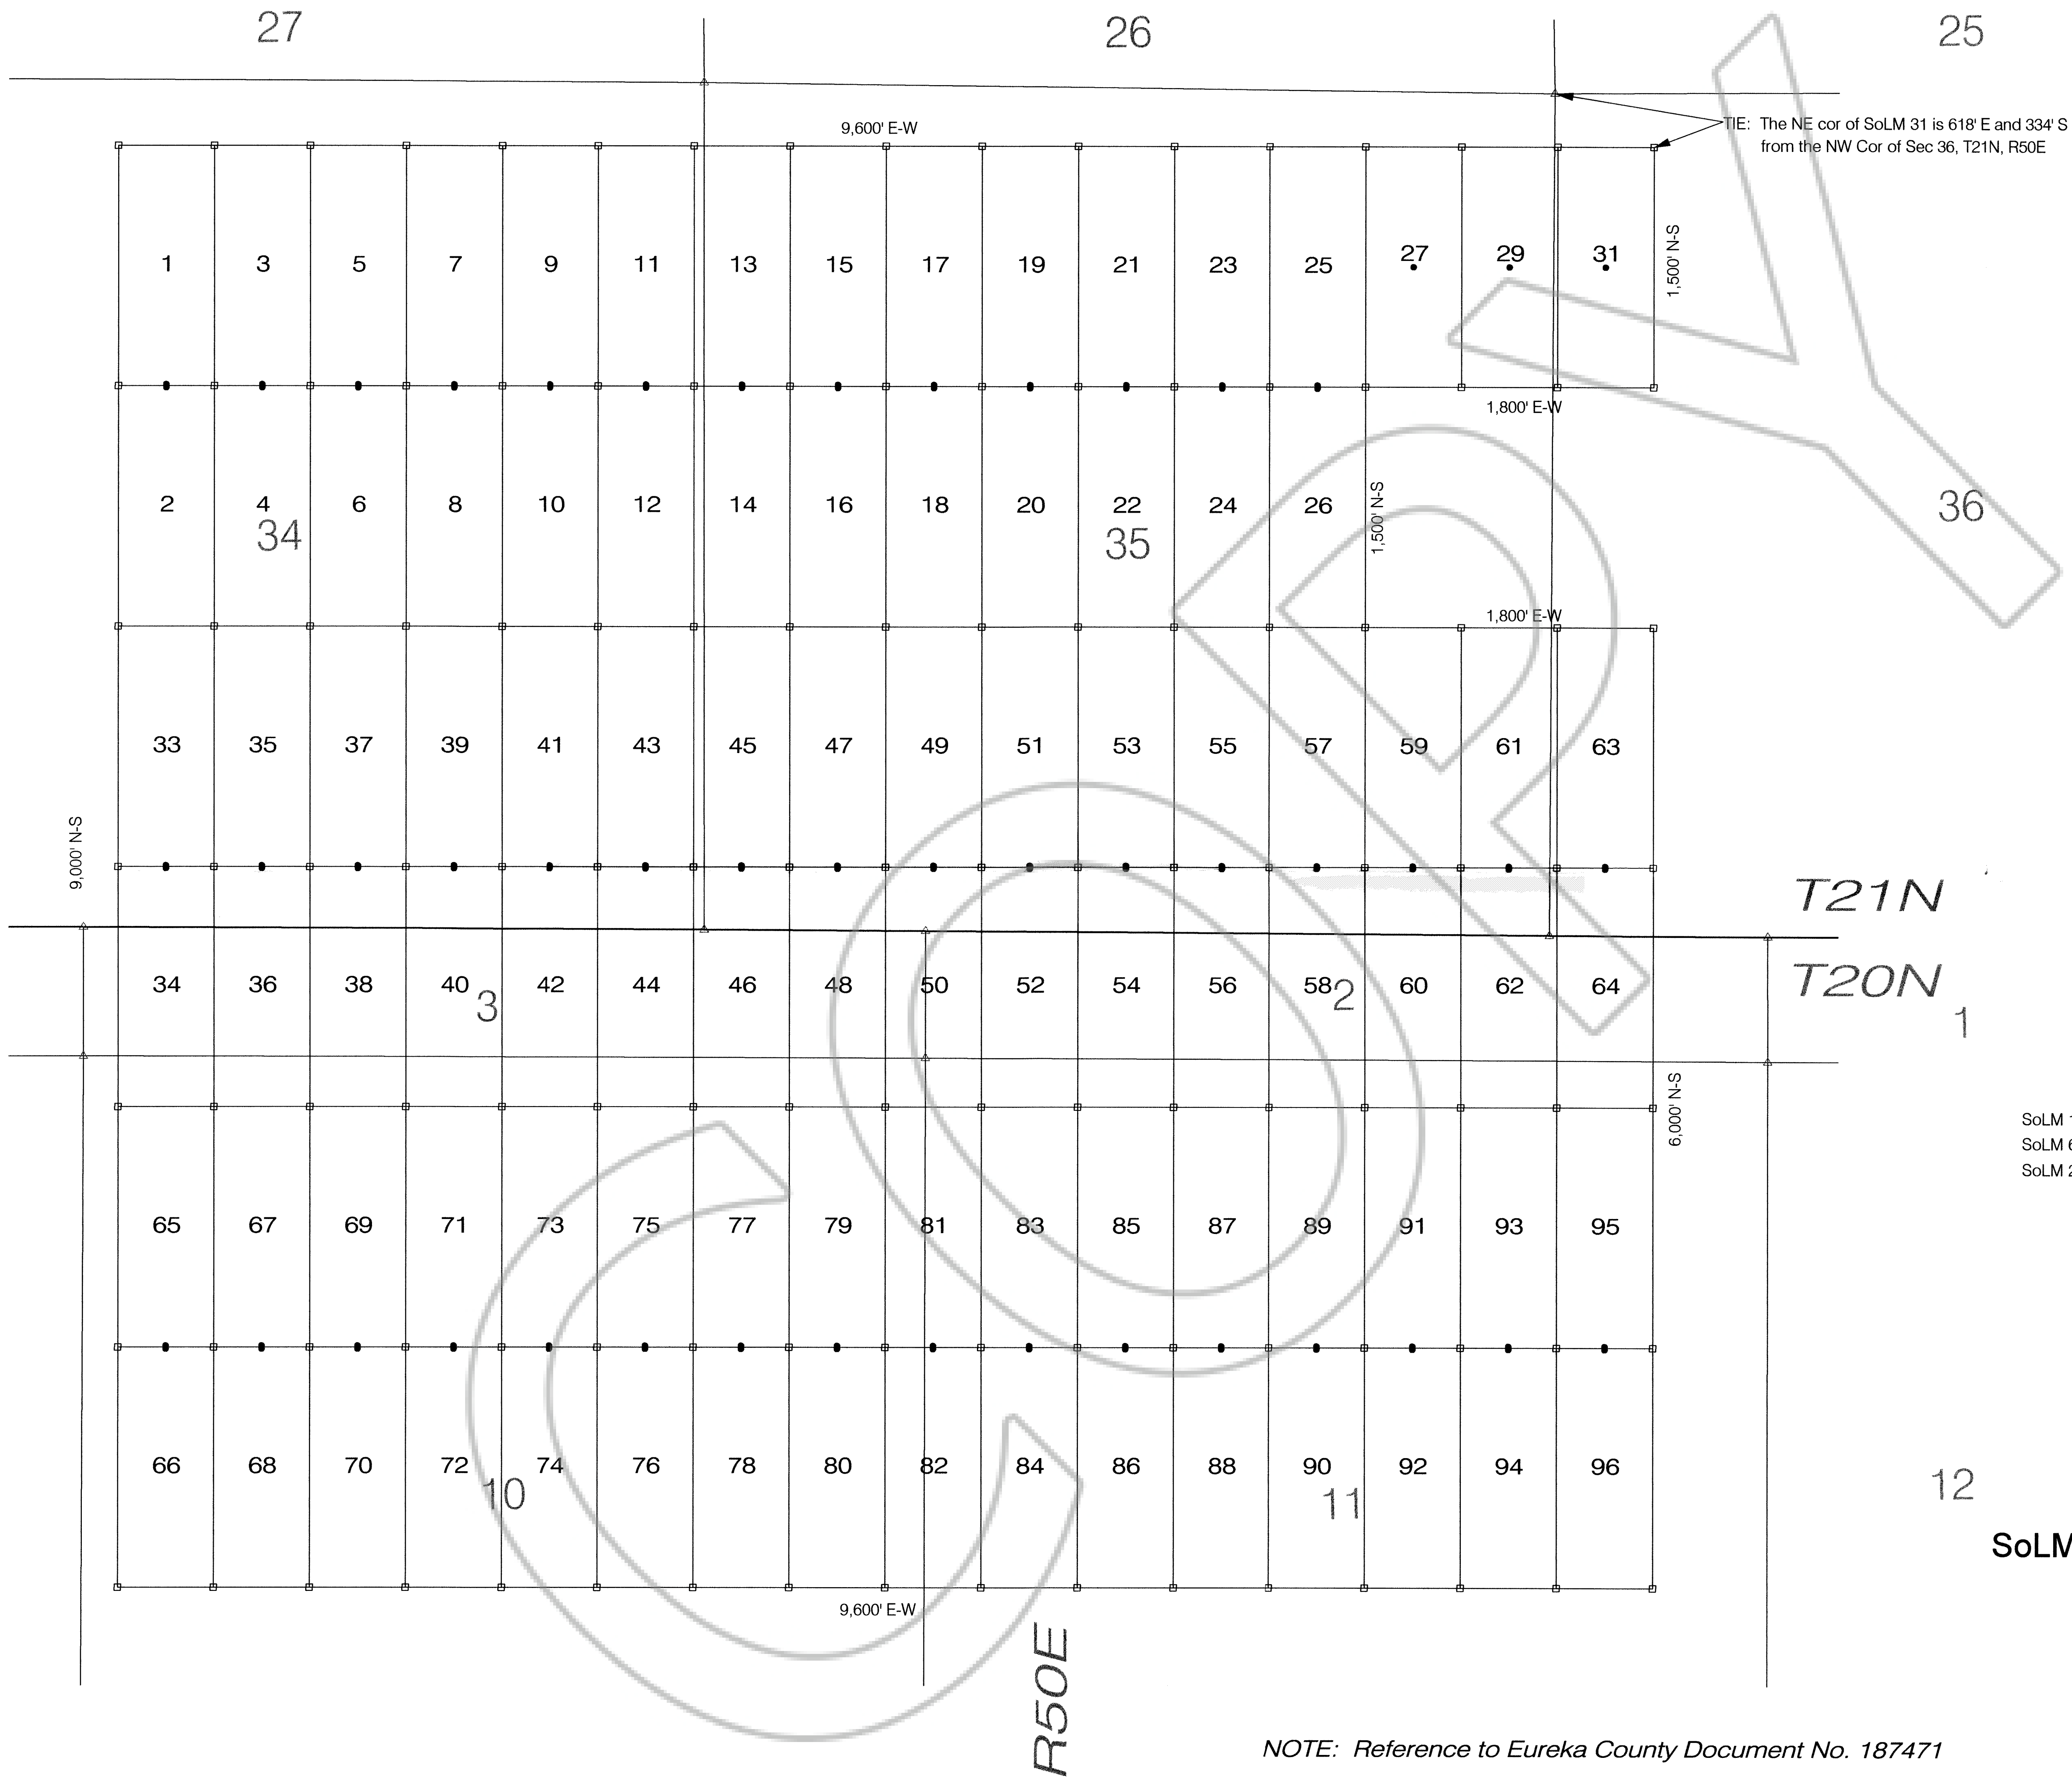 27 26 25
TIE: The NE cor of SoLM 31 is 618' E and 334' S
from the NW Cor of Sec 36, T21N, R50E
9,600' E-W
1 3 5 7 9 11 13 15 17 19 21 23 25 27 29 31
1,500' N-S
1,800' E-W
2 4 6 8 10 12 14 16 18 20 22 24 26
1,500' N-S
34 35 36
1,800' E-W
33 35 37 39 41 43 45 47 49 51 53 55 57 59 61 63
9,000' N-S
T21N
T20N
34 36 38 40 42 44 46 48 50 52 54 56 58 60 62 64
3 2 1
6,000' N-S
SoLM 1
SoLM 6
SoLM 2
65 67 69 71 73 75 77 79 81 83 85 87 89 91 93 95
66 68 70 72 74 76 78 80 82 84 86 88 90 92 94 96
10 11 12
SoLM
9,600' E-W
R50E
NOTE: Reference to Eureka County Document No. 187471
COPY